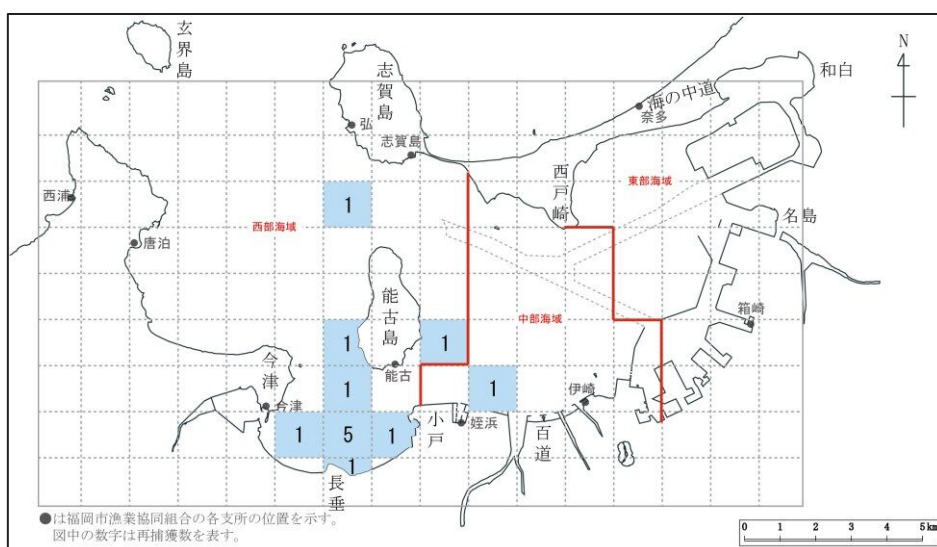 玄界島
志賀島
海の中道
和白
N
弘
奈多
志賀島
西戸崎
東部海域
西浦
1
名島
西部海域
唐泊
能古島
中部海域
箱崎
1
1
今津
能古
1
1
伊崎
今津
小戸
姪浜
百道
1
5
1
1
長垂
●は福岡市漁業協同組合の各支所の位置を示す。
図中の数字は再捕獲数を表す。
0 1 2 3 4 5km